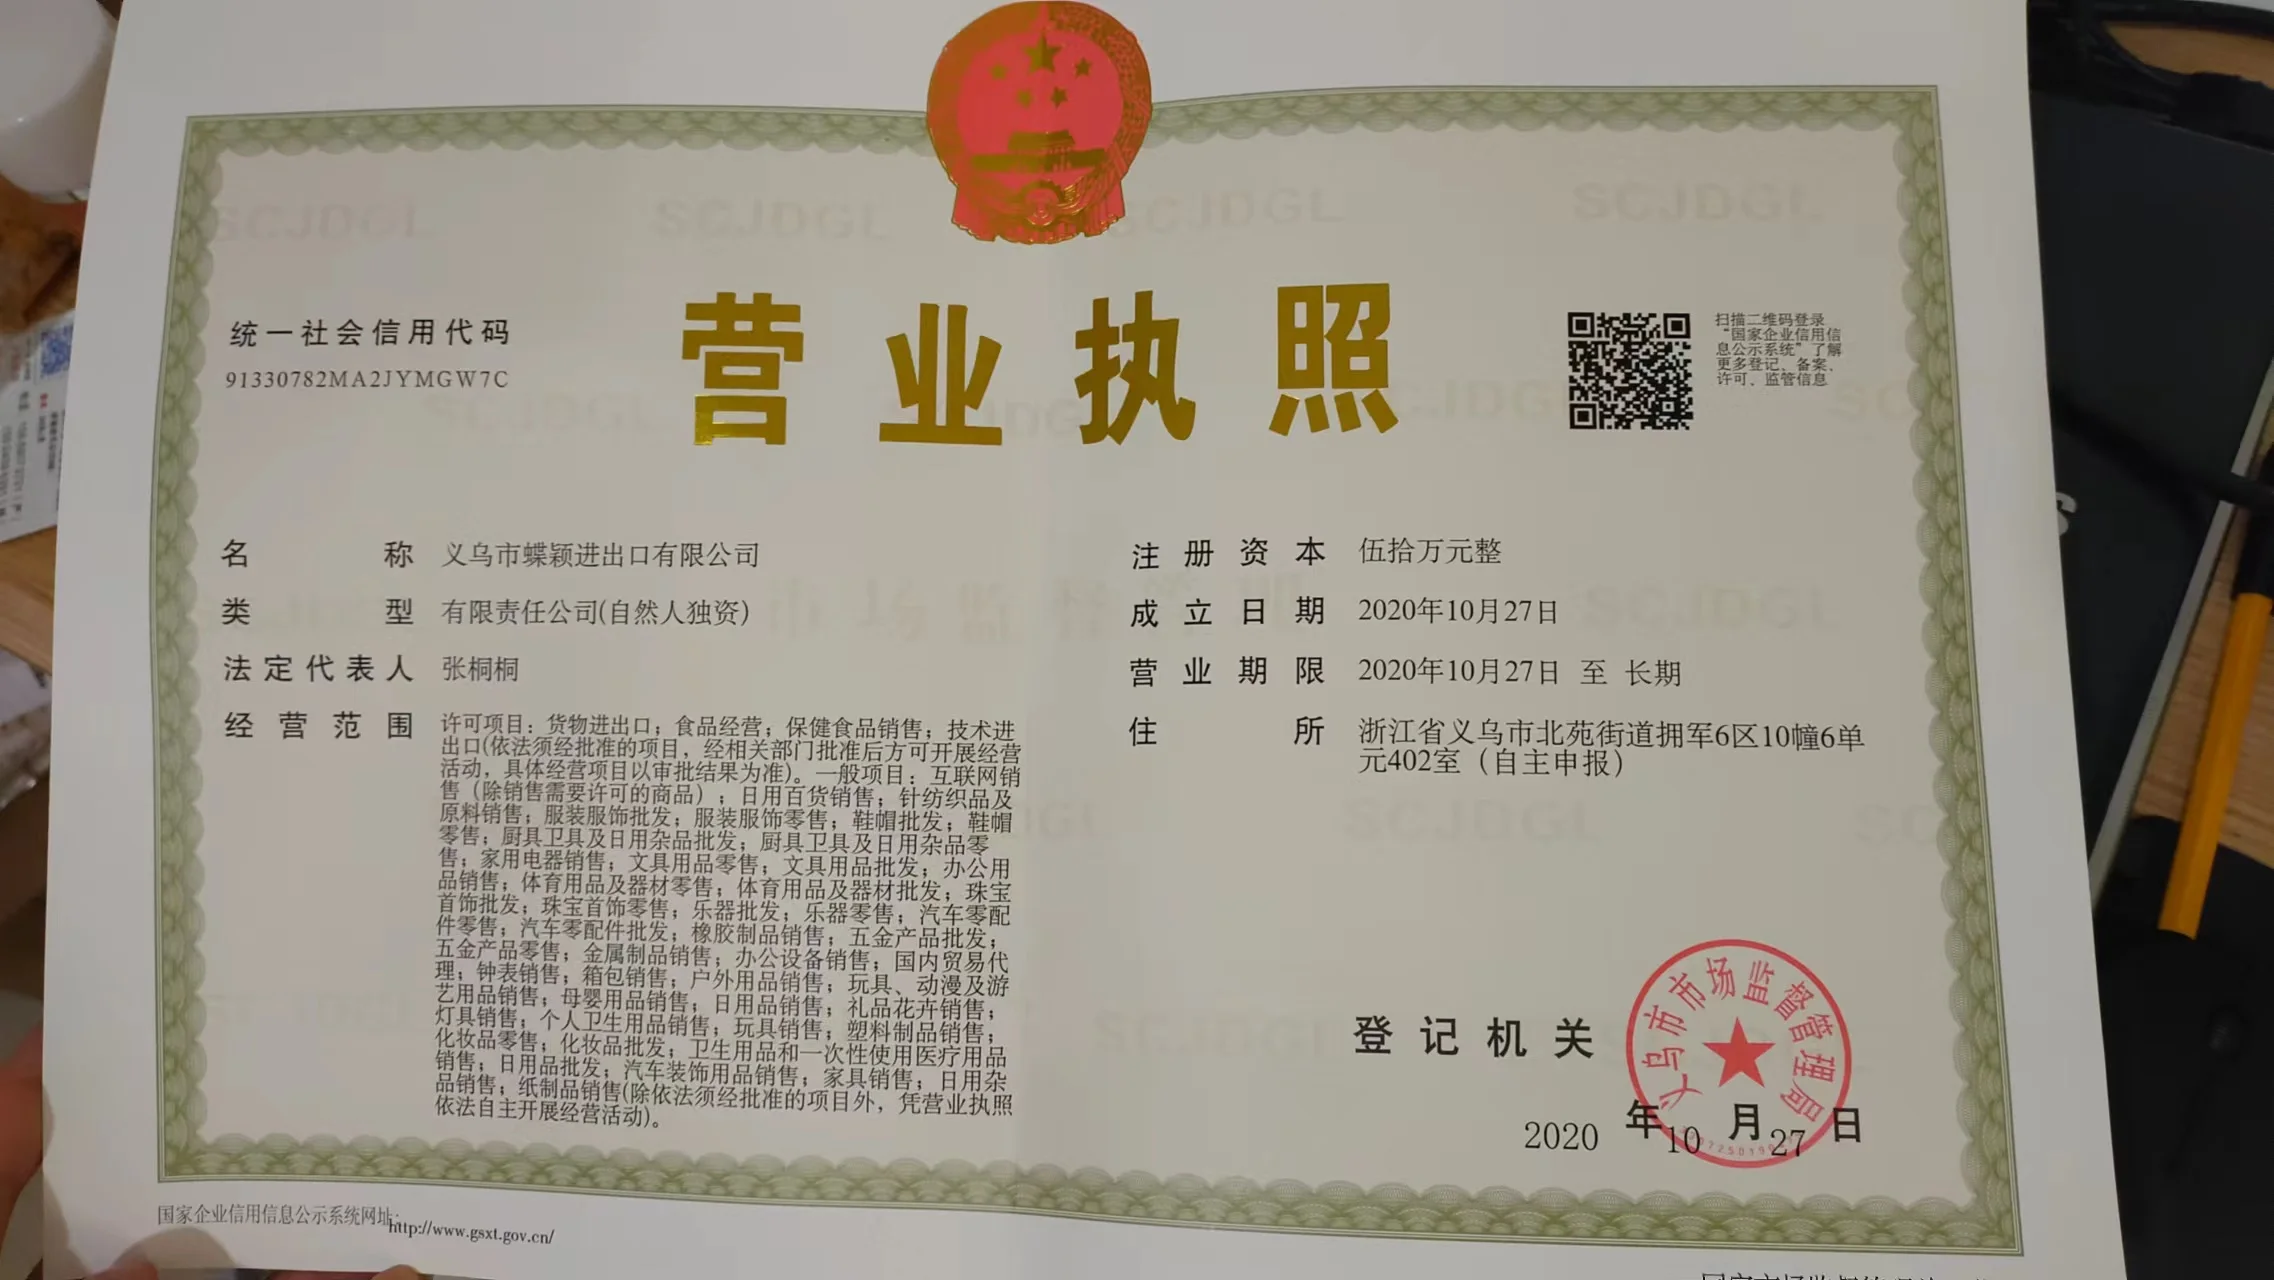 统一社会信用代码
91330782MA2JYMGW7C
营业执照
扫描二维码登录
“国家企业信用信
息公示系统”了解
更多登记、备案、
许可、监管信息
名称 义乌市蝶颖进出口有限公司
类型 有限责任公司(自然人独资)
法定代表人 张桐桐
经营范围 许可项目：货物进出口；食品经营；保健食品销售；技术进
出口(依法须经批准的项目，经相关部门批准后方可开展经营
活动，具体经营项目以审批结果为准)。一般项目：互联网销
售（除销售需要许可的商品）；日用百货销售；针纺织品及
原料销售；服装服饰批发；服装服饰零售；鞋帽批发；鞋帽
零售；厨具卫具及日用杂品批发；厨具卫具及日用杂品零
售；家用电器销售；文具用品零售；文具用品批发；办公用
品销售；体育用品及器材零售；体育用品及器材批发；珠宝
首饰批发；珠宝首饰零售；乐器批发；乐器零售；汽车零配
件零售；汽车零配件批发；橡胶制品销售；五金产品批发；
五金产品零售；金属制品销售；办公设备销售；国内贸易代
理；钟表销售；箱包销售；户外用品销售；玩具、动漫及游
艺用品销售；母婴用品销售；日用品销售；礼品花卉销售；
灯具销售；个人卫生用品销售；玩具销售；塑料制品销售；
化妆品零售；化妆品批发；卫生用品和一次性使用医疗用品
销售；日用品批发；汽车装饰用品销售；家具销售；日用杂
品销售；纸制品销售(除依法须经批准的项目外，凭营业执照
依法自主开展经营活动)。
注册资本 伍拾万元整
成立日期 2020年10月27日
营业期限 2020年10月27日 至 长期
住所 浙江省义乌市北苑街道拥军6区10幢6单
元402室（自主申报）
登记机关
义乌市市场监督管理局
2020 年 10 月 27 日
国家企业信用信息公示系统网址：http://www.gsxt.gov.cn/